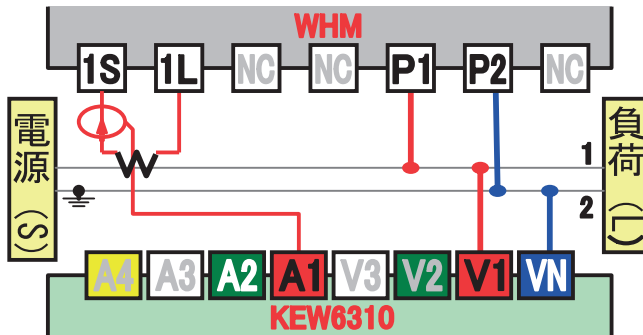 WHM
1S 1L NC NC P1 P2 NC
電源(S)
負荷(L)
1
2
A4 A3 A2 A1 V3 V2 V1 VN
KEW6310